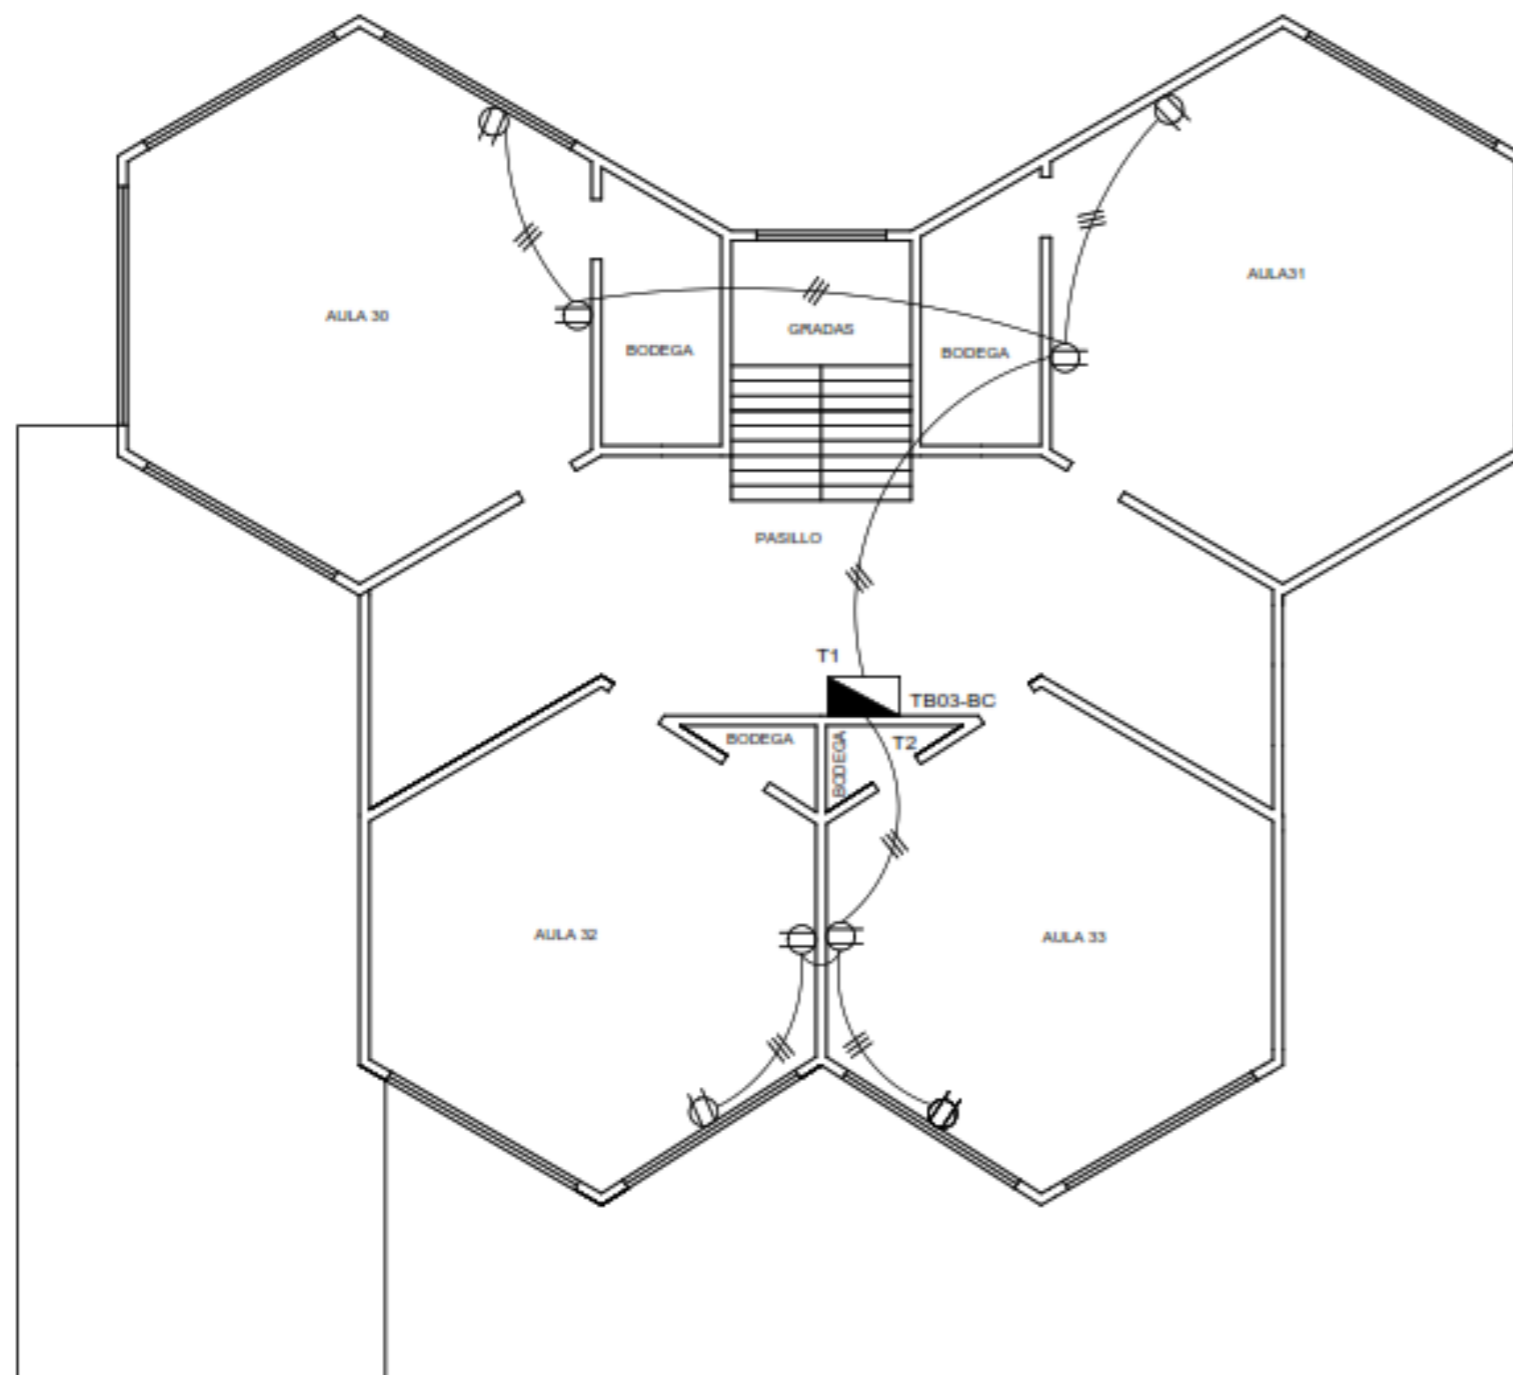 AULA31
AULA 30
GRADAS
BODEGA
BODEGA
PASILLO
T1
TB03-BC
BODEGA
BODEGA
T2
AULA 32
AULA 33